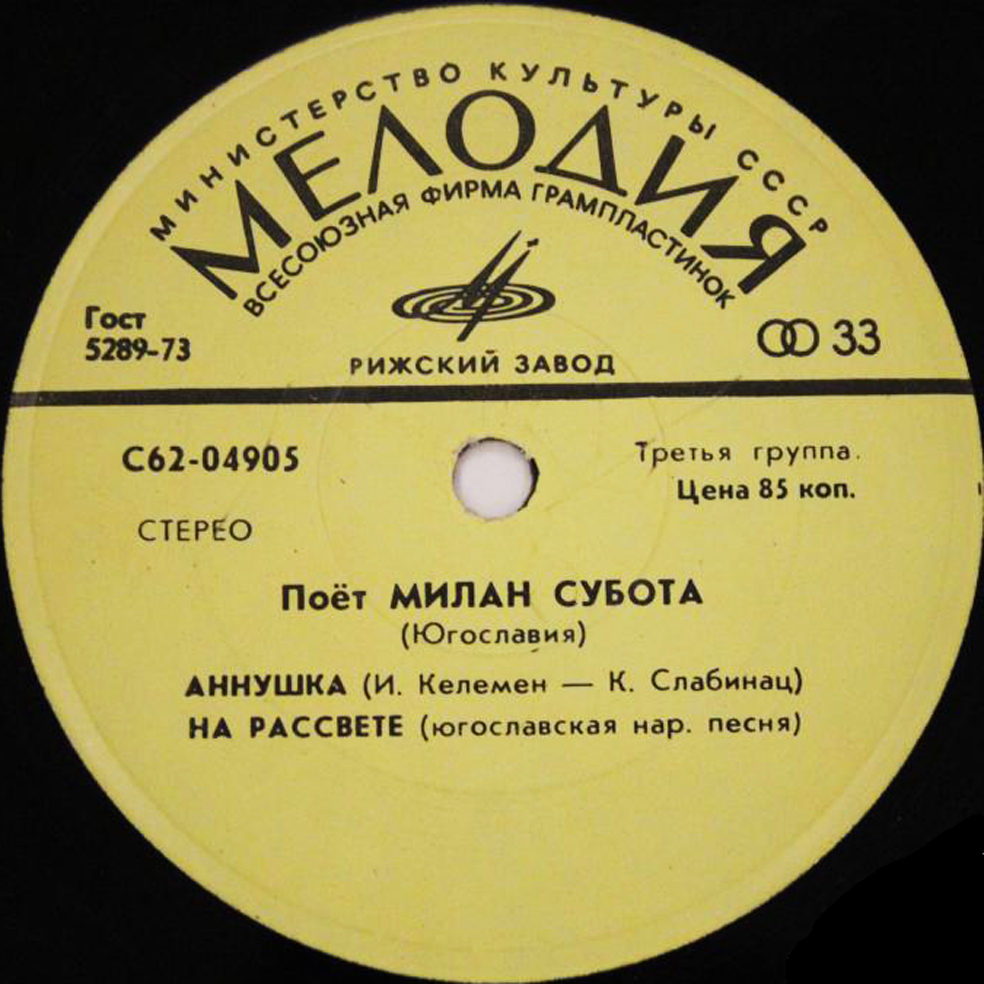 МИНИСТЕРСТВО КУЛЬТУРЫ СССР
МЕЛОДИЯ
ВСЕСОЮЗНАЯ ФИРМА ГРАМПЛАСТИНОК
Гост
5289-73
33
РИЖСКИЙ ЗАВОД
С62-04905
Третья группа.
Цена 85 коп.
СТЕРЕО
Поёт МИЛАН СУБОТА
(Югославия)
АННУШКА (И. Келемен — К. Слабинац)
НА РАССВЕТЕ (югославская нар. песня)